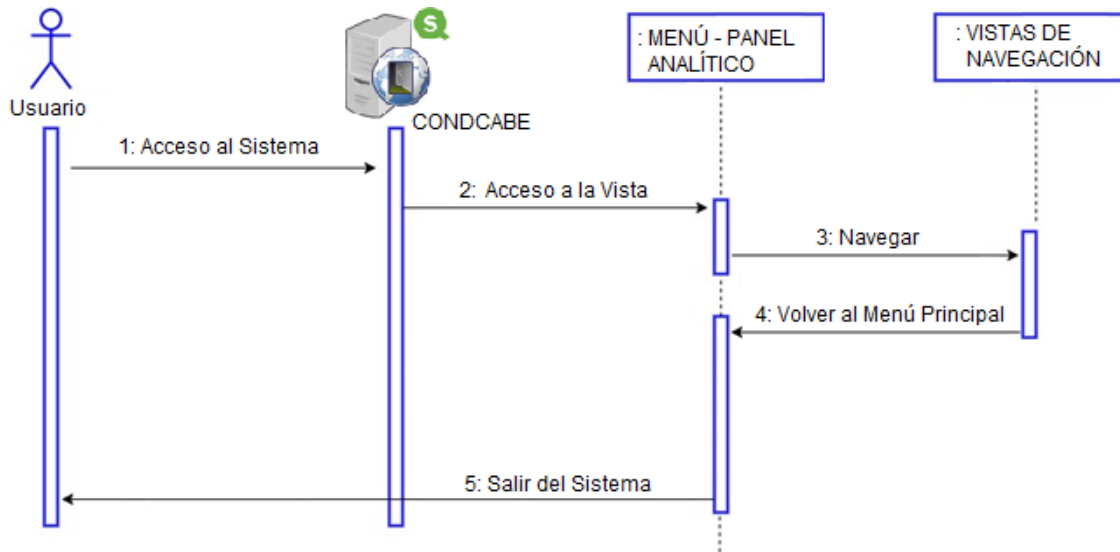 S
Usuario
CONDCABE
: MENÚ - PANEL
ANALÍTICO
: VISTAS DE
NAVEGACIÓN
1: Acceso al Sistema
2: Acceso a la Vista
3: Navegar
4: Volver al Menú Principal
5: Salir del Sistema